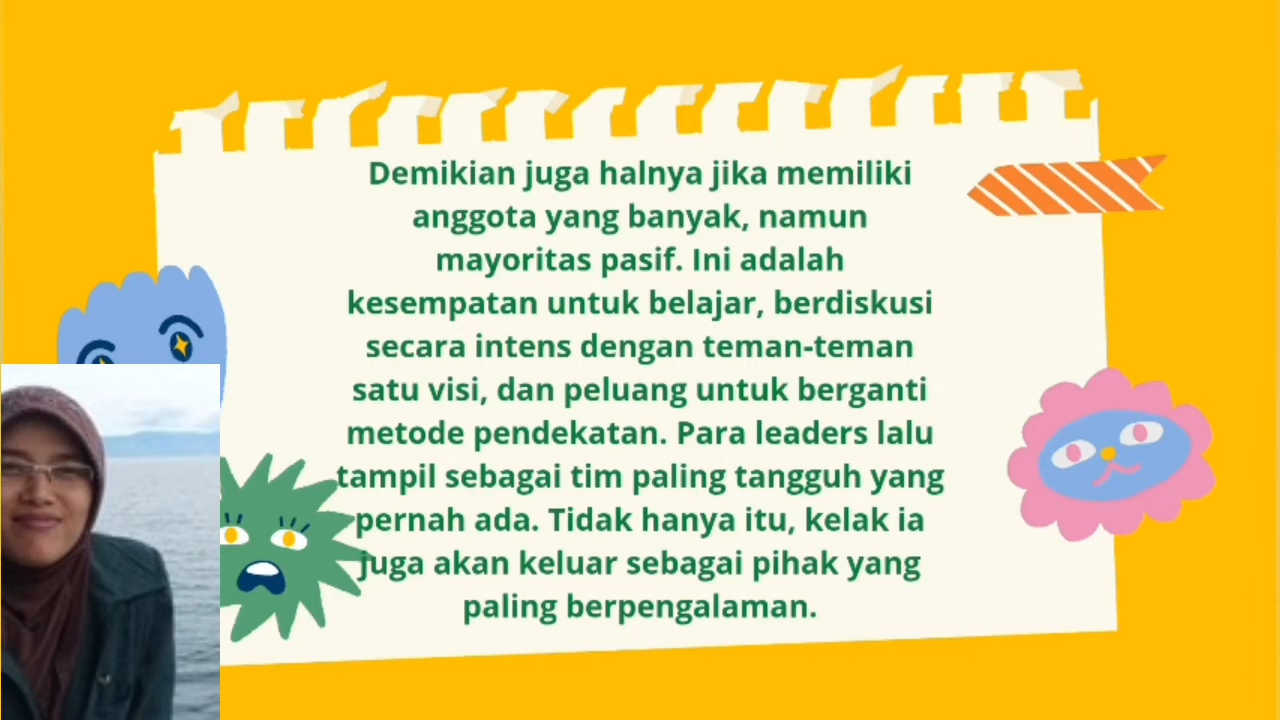 Demikian juga halnya jika memiliki
anggota yang banyak, namun
mayoritas pasif. Ini adalah
kesempatan untuk belajar, berdiskusi
secara intens dengan teman-teman
satu visi, dan peluang untuk berganti
metode pendekatan. Para leaders lalu
tampil sebagai tim paling tangguh yang
pernah ada. Tidak hanya itu, kelak ia
juga akan keluar sebagai pihak yang
paling berpengalaman.